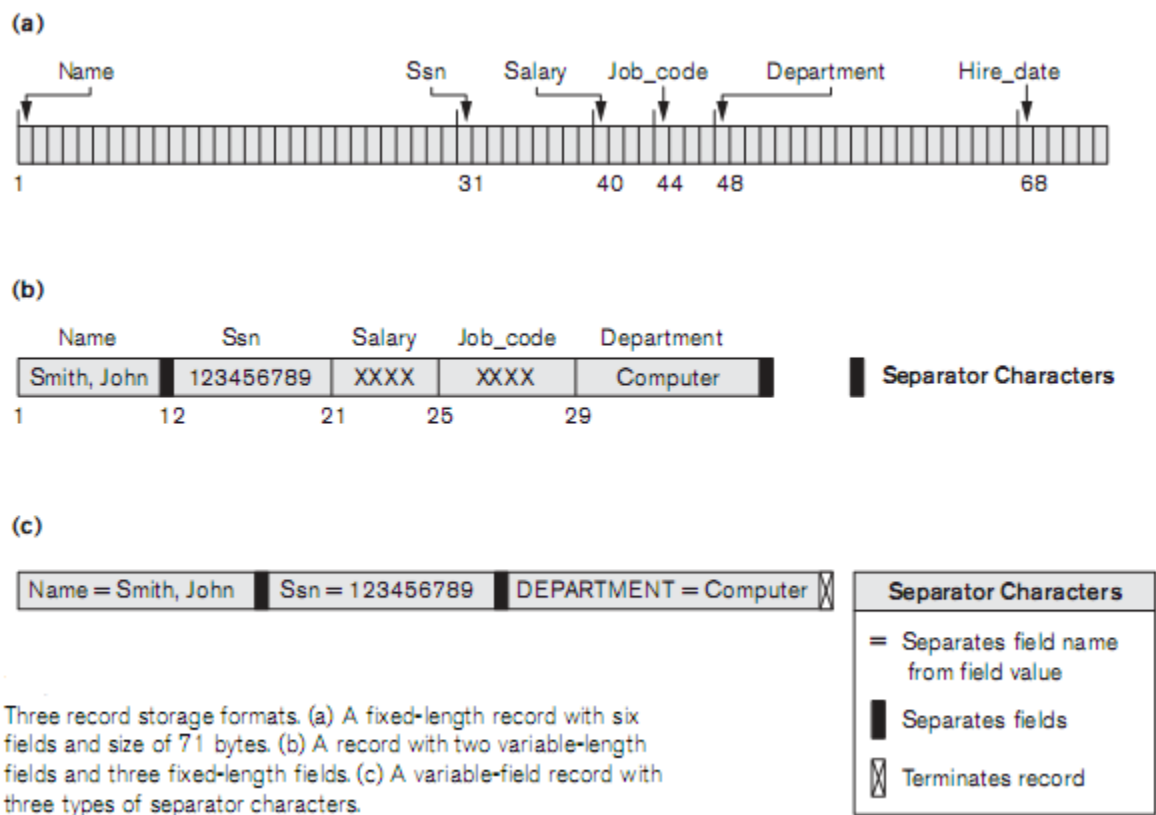 (a)
Name Ssn Salary Job_code Department Hire_date
1 31 40 44 48 68
(b)
Name Ssn Salary Job_code Department
Smith, John 123456789 XXXX XXXX Computer Separator Characters
1 12 21 25 29
(c)
Name = Smith, John Ssn = 123456789 DEPARTMENT = Computer
Separator Characters
= Separates field name
from field value
Separates fields
Terminates record
Three record storage formats. (a) A fixed-length record with six
fields and size of 71 bytes. (b) A record with two variable-length
fields and three fixed-length fields. (c) A variable-field record with
three types of separator characters.